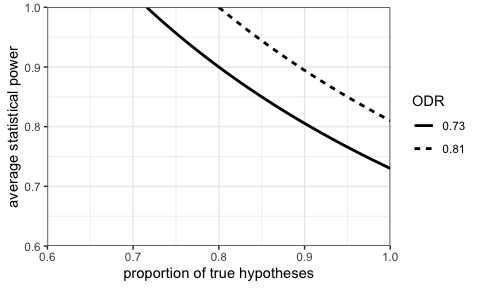 1.0
0.9
0.8
0.7
0.6
average statistical power
0.6 0.7 0.8 0.9 1.0
proportion of true hypotheses
ODR
0.73
0.81